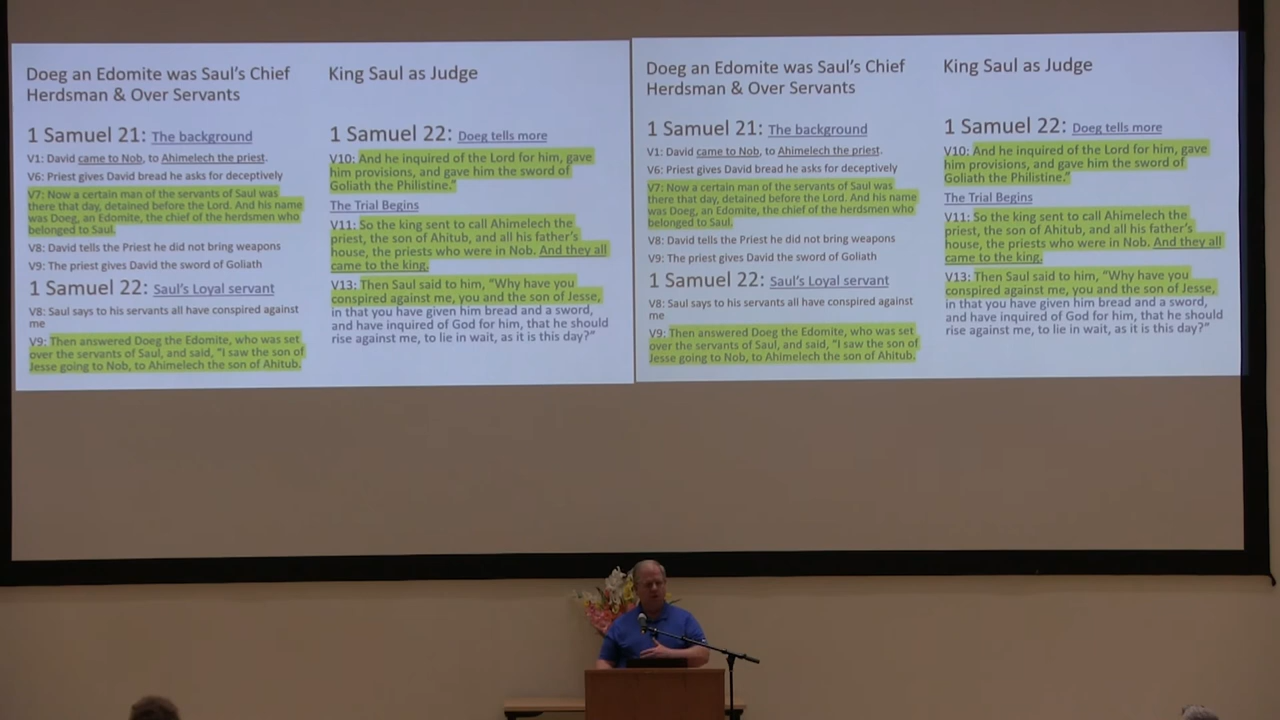 Doeg an Edomite was Saul's Chief
Herdsman & Over Servants
1 Samuel 21: The background
V1: David came to Nob, to Ahimelech the priest.
V6: Priest gives David bread he asks for deceptively
V7: Now a certain man of the servants of Saul was
there that day, detained before the Lord. And his name
was Doeg, an Edomite, the chief of the herdsmen who
belonged to Saul.
V8: David tells the Priest he did not bring weapons
V9: The priest gives David the sword of Goliath
1 Samuel 22: Saul's Loyal servant
V8: Saul says to his servants all have conspired against
me
V9: Then answered Doeg the Edomite, who was set
over the servants of Saul, and said, "I saw the son of
Jesse going to Nob, to Ahimelech the son of Ahitub.
King Saul as Judge
1 Samuel 22: Doeg tells more
V10: And he inquired of the Lord for him, gave
him provisions, and gave him the sword of
Goliath the Philistine."
The Trial Begins
V11: So the king sent to call Ahimelech the
priest, the son of Ahitub, and all his father's
house, the priests who were in Nob. And they all
came to the king.
V13: Then Saul said to him, "Why have you
conspired against me, you and the son of Jesse,
in that you have given him bread and a sword,
and have inquired of God for him, that he should
rise against me, to lie in wait, as it is this day?"
Doeg an Edomite was Saul's Chief
Herdsman & Over Servants
1 Samuel 21: The background
V1: David came to Nob, to Ahimelech the priest.
V6: Priest gives David bread he asks for deceptively
V7: Now a certain man of the servants of Saul was
there that day, detained before the Lord. And his name
was Doeg, an Edomite, the chief of the herdsmen who
belonged to Saul.
V8: David tells the Priest he did not bring weapons
V9: The priest gives David the sword of Goliath
1 Samuel 22: Saul's Loyal servant
V8: Saul says to his servants all have conspired against
me
V9: Then answered Doeg the Edomite, who was set
over the servants of Saul, and said, "I saw the son of
Jesse going to Nob, to Ahimelech the son of Ahitub.
King Saul as Judge
1 Samuel 22: Doeg tells more
V10: And he inquired of the Lord for him, gave
him provisions, and gave him the sword of
Goliath the Philistine."
The Trial Begins
V11: So the king sent to call Ahimelech the
priest, the son of Ahitub, and all his father's
house, the priests who were in Nob. And they all
came to the king.
V13: Then Saul said to him, "Why have you
conspired against me, you and the son of Jesse,
in that you have given him bread and a sword,
and have inquired of God for him, that he should
rise against me, to lie in wait, as it is this day?"